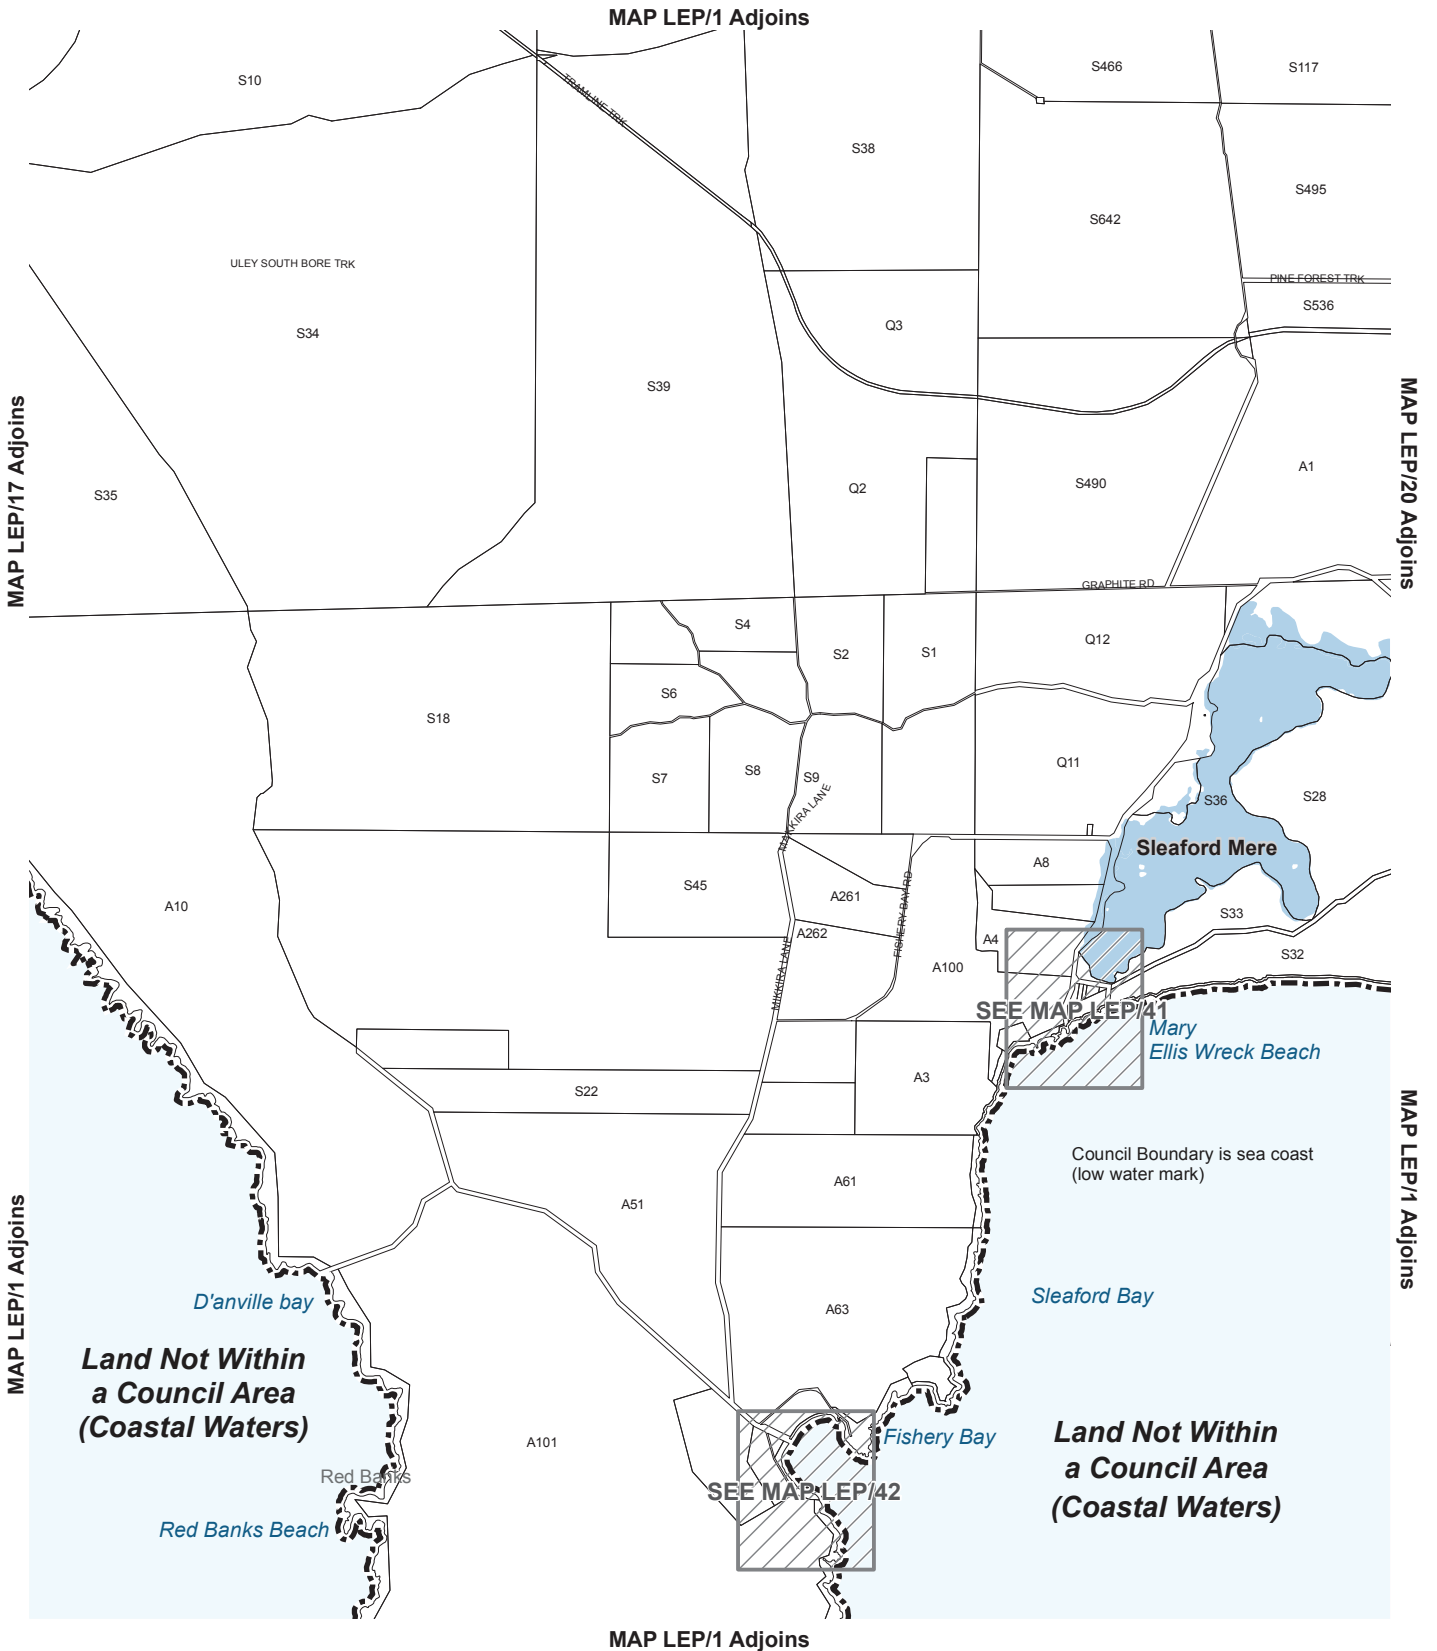 MAP LEP/1 Adjoins
S10
S466
S117
TRAMLINE TRK
S38
S495
S642
ULEY SOUTH BORE TRK
PINE FOREST TRK
S536
S34
Q3
S39
MAP LEP/17 Adjoins
MAP LEP/20 Adjoins
S35
Q2
S490
A1
GRAPHITE RD
S4
S2
S1
Q12
S6
S18
S7
S8
S9
Q11
S36
S28
MAKKIRA LANE
Sleaford Mere
A8
S45
A261
FISHERY BAY RD
A10
S33
A262
A4
S32
MIKKIRA LANE
A100
SEE MAP LEP/41
Mary
Ellis Wreck Beach
A3
S22
Council Boundary is sea coast
(low water mark)
A61
A51
MAP LEP/1 Adjoins
MAP LEP/1 Adjoins
D'anville bay
Sleaford Bay
A63
Land Not Within
a Council Area
(Coastal Waters)
A101
Fishery Bay
Land Not Within
a Council Area
(Coastal Waters)
Red Banks
SEE MAP LEP/42
Red Banks Beach
MAP LEP/1 Adjoins